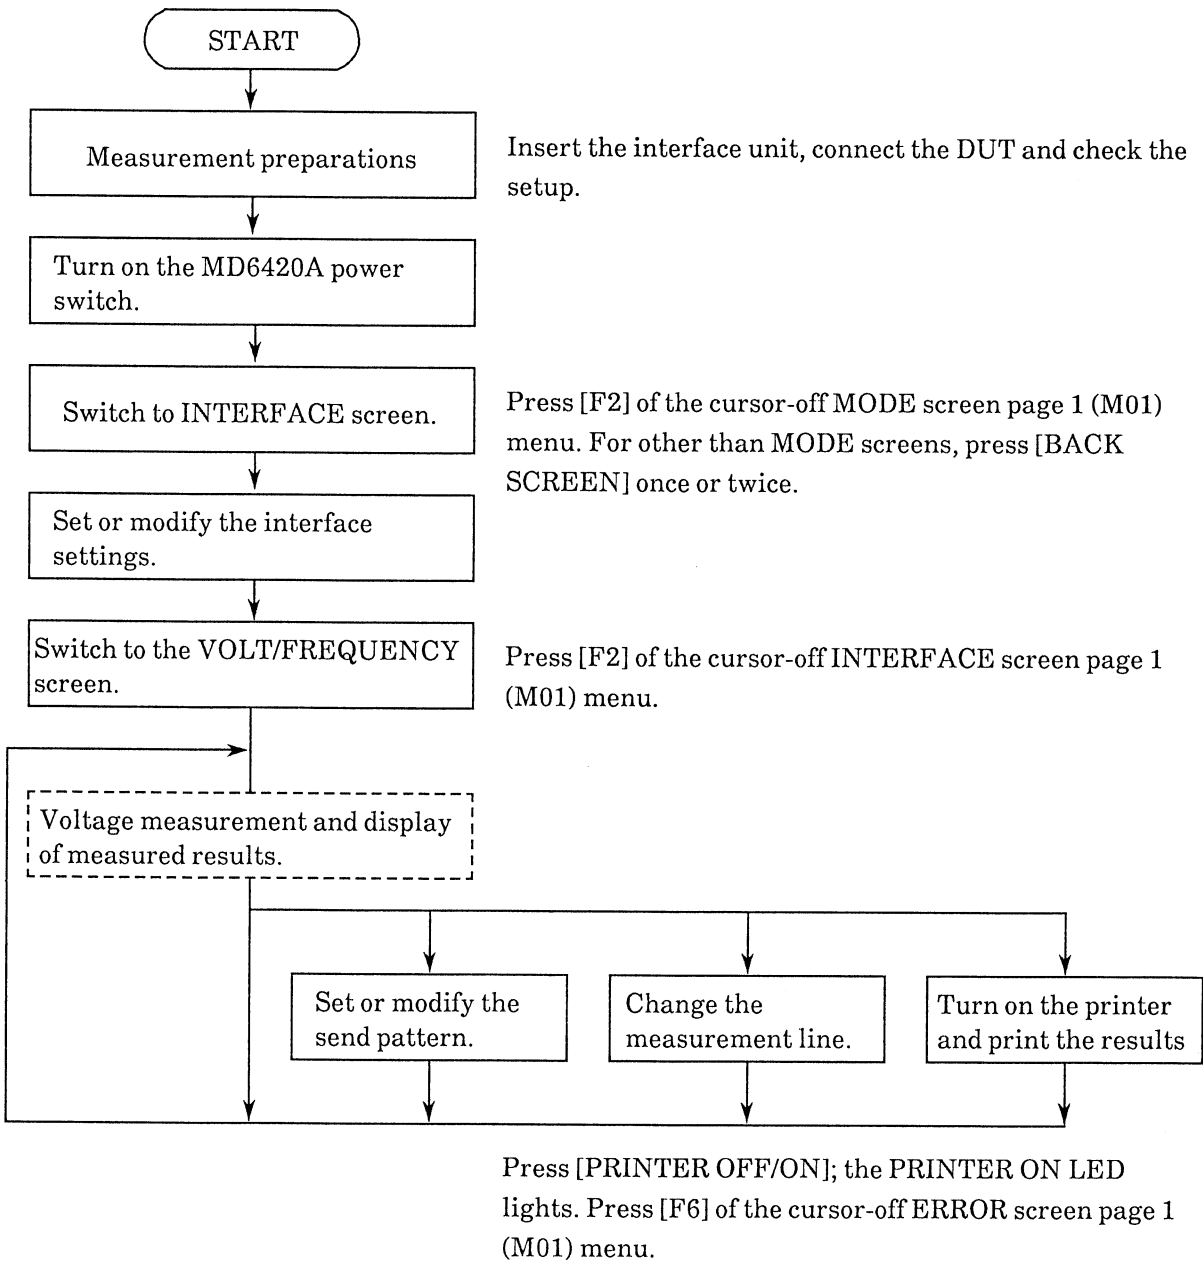 START
Measurement preparations
Insert the interface unit, connect the DUT and check the
setup.
Turn on the MD6420A power
switch.
Switch to INTERFACE screen.
Press [F2] of the cursor-off MODE screen page 1 (M01)
menu. For other than MODE screens, press [BACK
SCREEN] once or twice.
Set or modify the interface
settings.
Switch to the VOLT/FREQUENCY
screen.
Press [F2] of the cursor-off INTERFACE screen page 1
(M01) menu.
Voltage measurement and display
of measured results.
Set or modify the
send pattern.
Change the
measurement line.
Turn on the printer
and print the results
Press [PRINTER OFF/ON]; the PRINTER ON LED
lights. Press [F6] of the cursor-off ERROR screen page 1
(M01) menu.